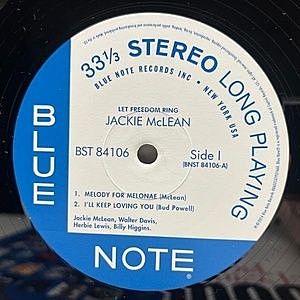 33⅓ STEREO LONG PLAYING
BLUE NOTE RECORDS INC • NEW YORK USA
LET FREEDOM RING
JACKIE McLEAN
BST 84106
Side I
(BNST 84106-A)
1. MELODY FOR MELONAE (McLean)
2. I'LL KEEP LOVING YOU (Bud Powell)
Jackie McLean, Walter Davis,
Herbie Lewis, Billy Higgins.
BLUE
NOTE